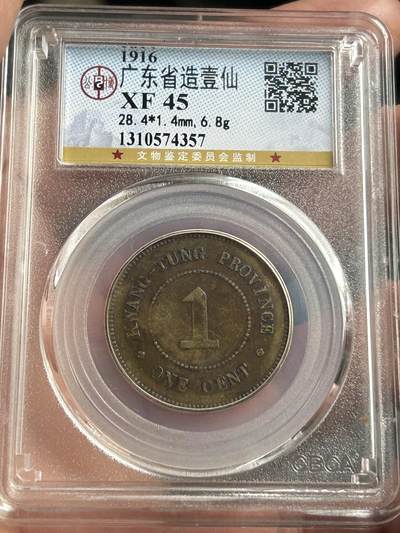 1916
广东省造壹仙
XF 45
28.4*1.4mm,6.8g
1310574357
★ 文物鉴定委员会监制 ★
KWANG-TUNG PROVINCE
1
ONE CENT